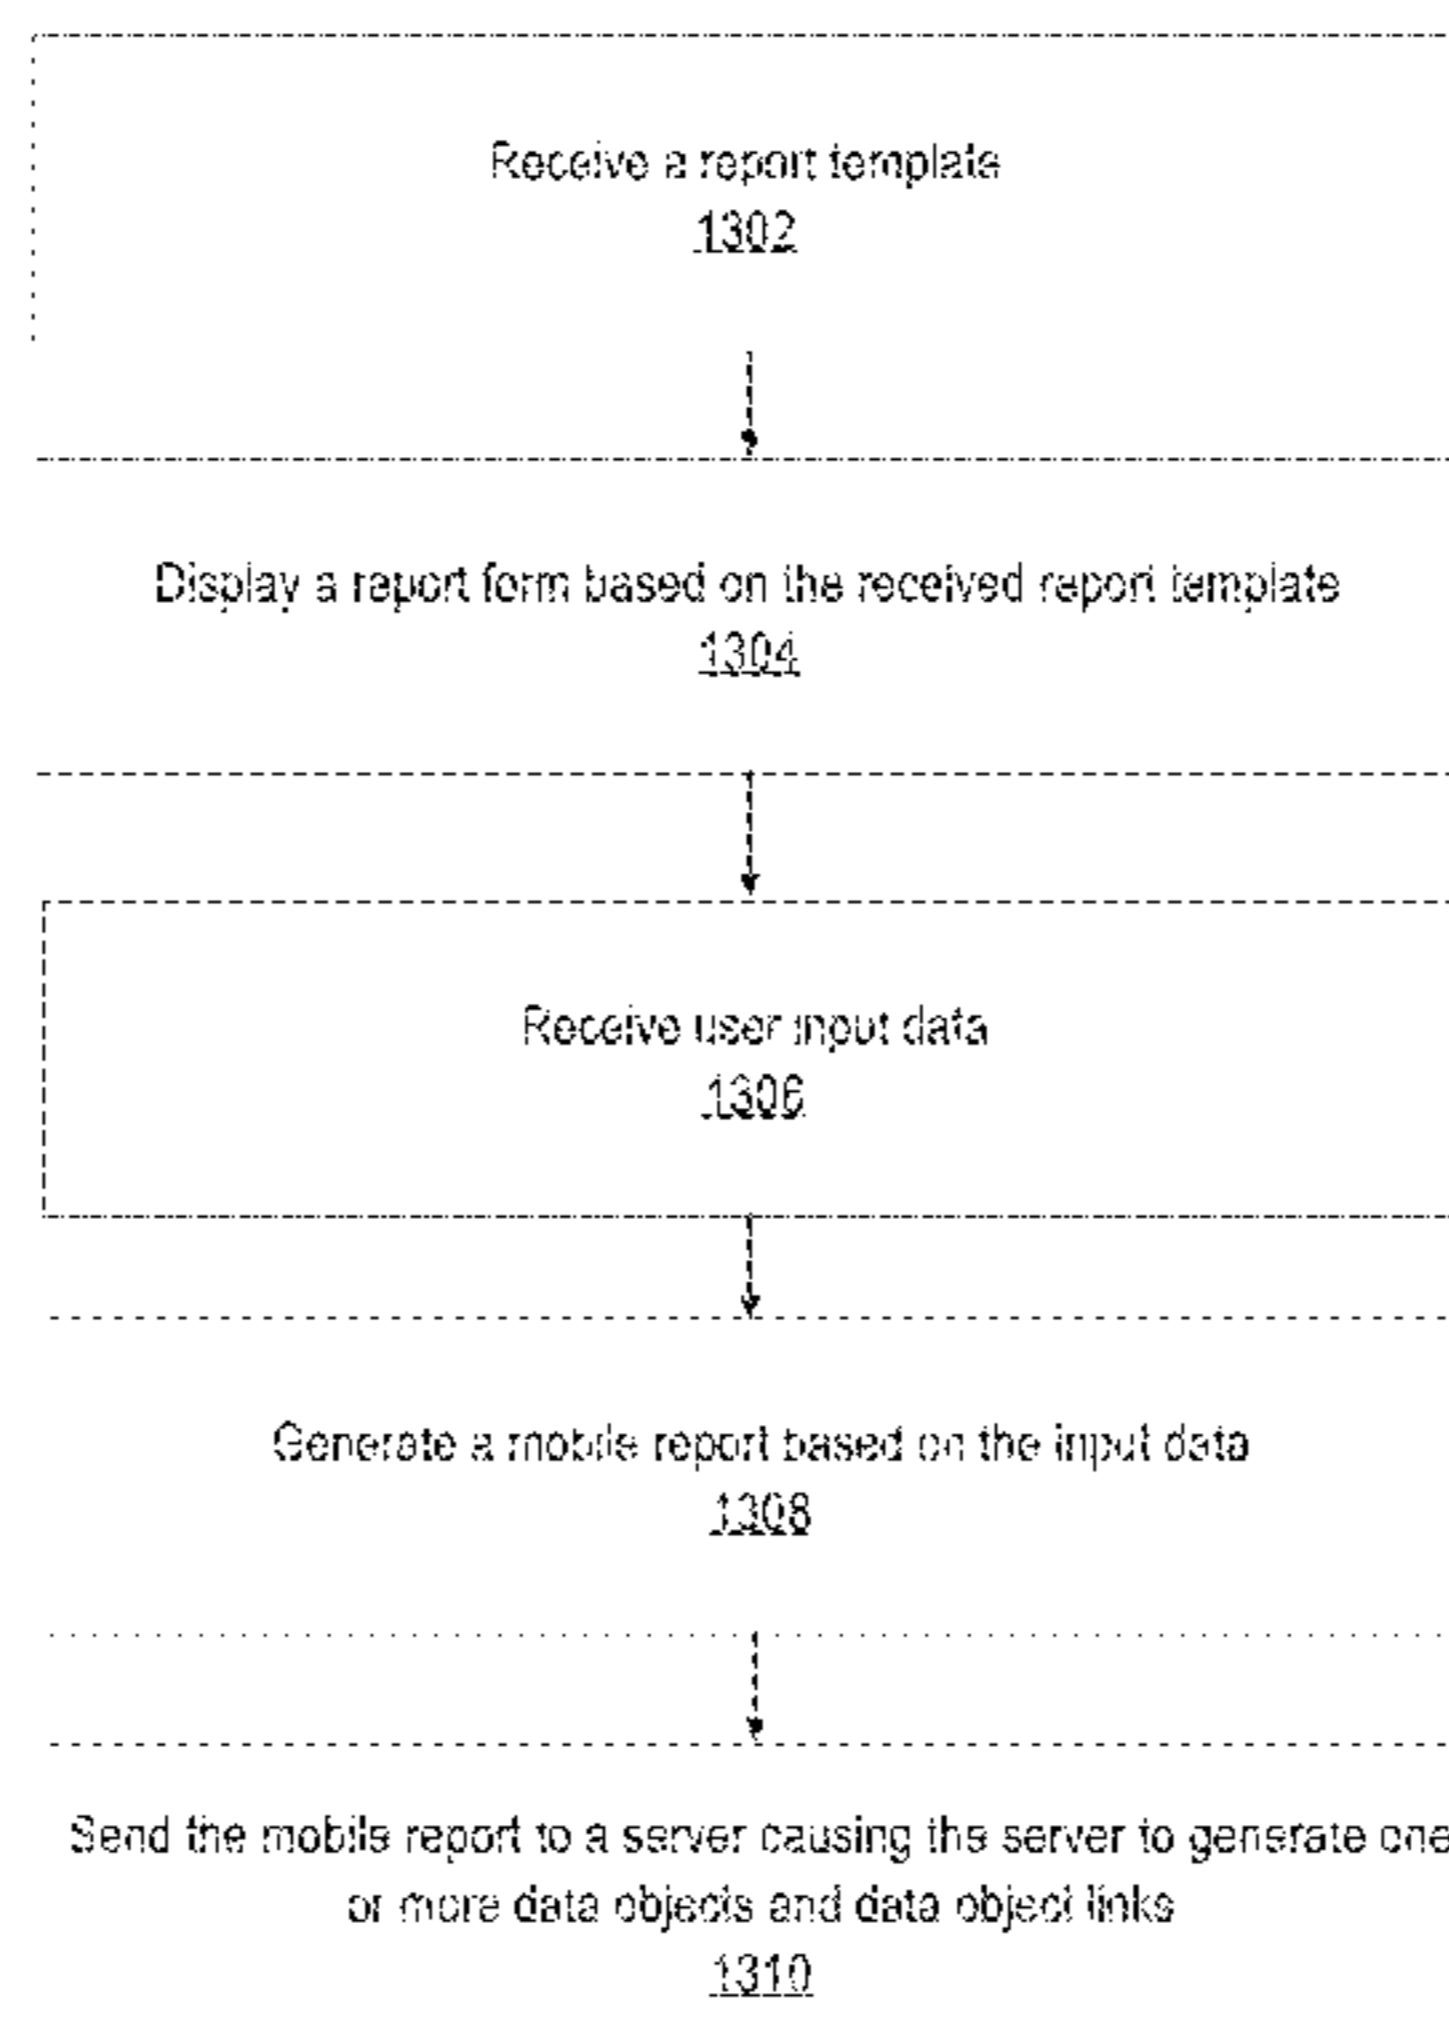 Receive a report template
1302
Display a report form based on the received report template
1304
Receive user input data
1306
Generate a mobile report based on the input data
1308
Send the mobile report to a server causing the server to generate one
or more data objects and data object links
1310